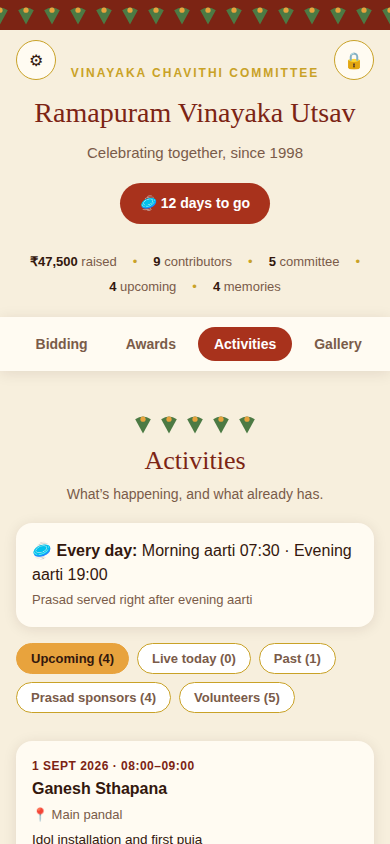 VINAYAKA CHAVITHI COMMITTEE
Ramapuram Vinayaka Utsav
Celebrating together, since 1998
12 days to go
₹47,500 raised • 9 contributors • 5 committee •
4 upcoming • 4 memories
Bidding Awards Activities Gallery
Activities
What's happening, and what already has.
Every day: Morning aarti 07:30 · Evening
aarti 19:00
Prasad served right after evening aarti
Upcoming (4) Live today (0) Past (1)
Prasad sponsors (4) Volunteers (5)
1 SEPT 2026 · 08:00–09:00
Ganesh Sthapana
📍 Main pandal
Idol installation and first puja